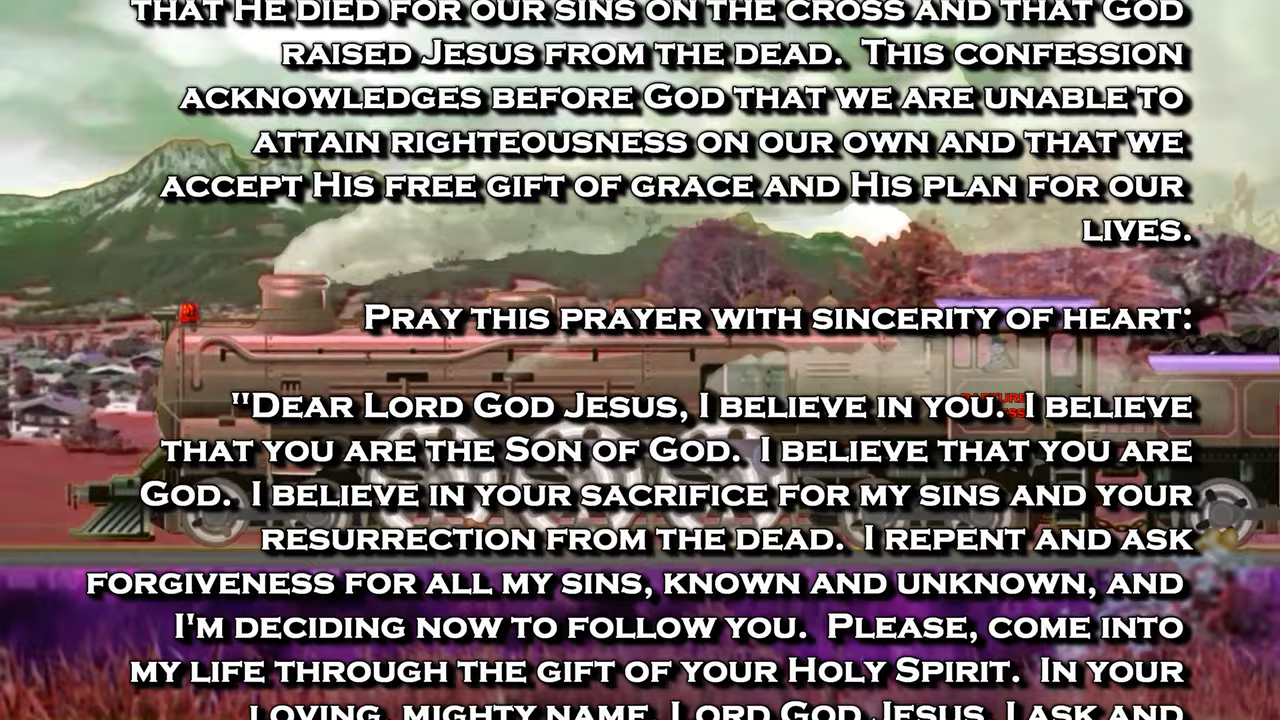 THAT HE DIED FOR OUR SINS ON THE CROSS AND THAT GOD
RAISED JESUS FROM THE DEAD.  THIS CONFESSION
ACKNOWLEDGES BEFORE GOD THAT WE ARE UNABLE TO
ATTAIN RIGHTEOUSNESS ON OUR OWN AND THAT WE
ACCEPT HIS FREE GIFT OF GRACE AND HIS PLAN FOR OUR
LIVES.
PRAY THIS PRAYER WITH SINCERITY OF HEART:
"DEAR LORD GOD JESUS, I BELIEVE IN YOU.  I BELIEVE
THAT YOU ARE THE SON OF GOD.  I BELIEVE THAT YOU ARE
GOD.  I BELIEVE IN YOUR SACRIFICE FOR MY SINS AND YOUR
RESURRECTION FROM THE DEAD.  I REPENT AND ASK
FORGIVENESS FOR ALL MY SINS, KNOWN AND UNKNOWN, AND
I'M DECIDING NOW TO FOLLOW YOU.  PLEASE, COME INTO
MY LIFE THROUGH THE GIFT OF YOUR HOLY SPIRIT.  IN YOUR
LOVING, MIGHTY NAME, LORD GOD JESUS, I ASK AND